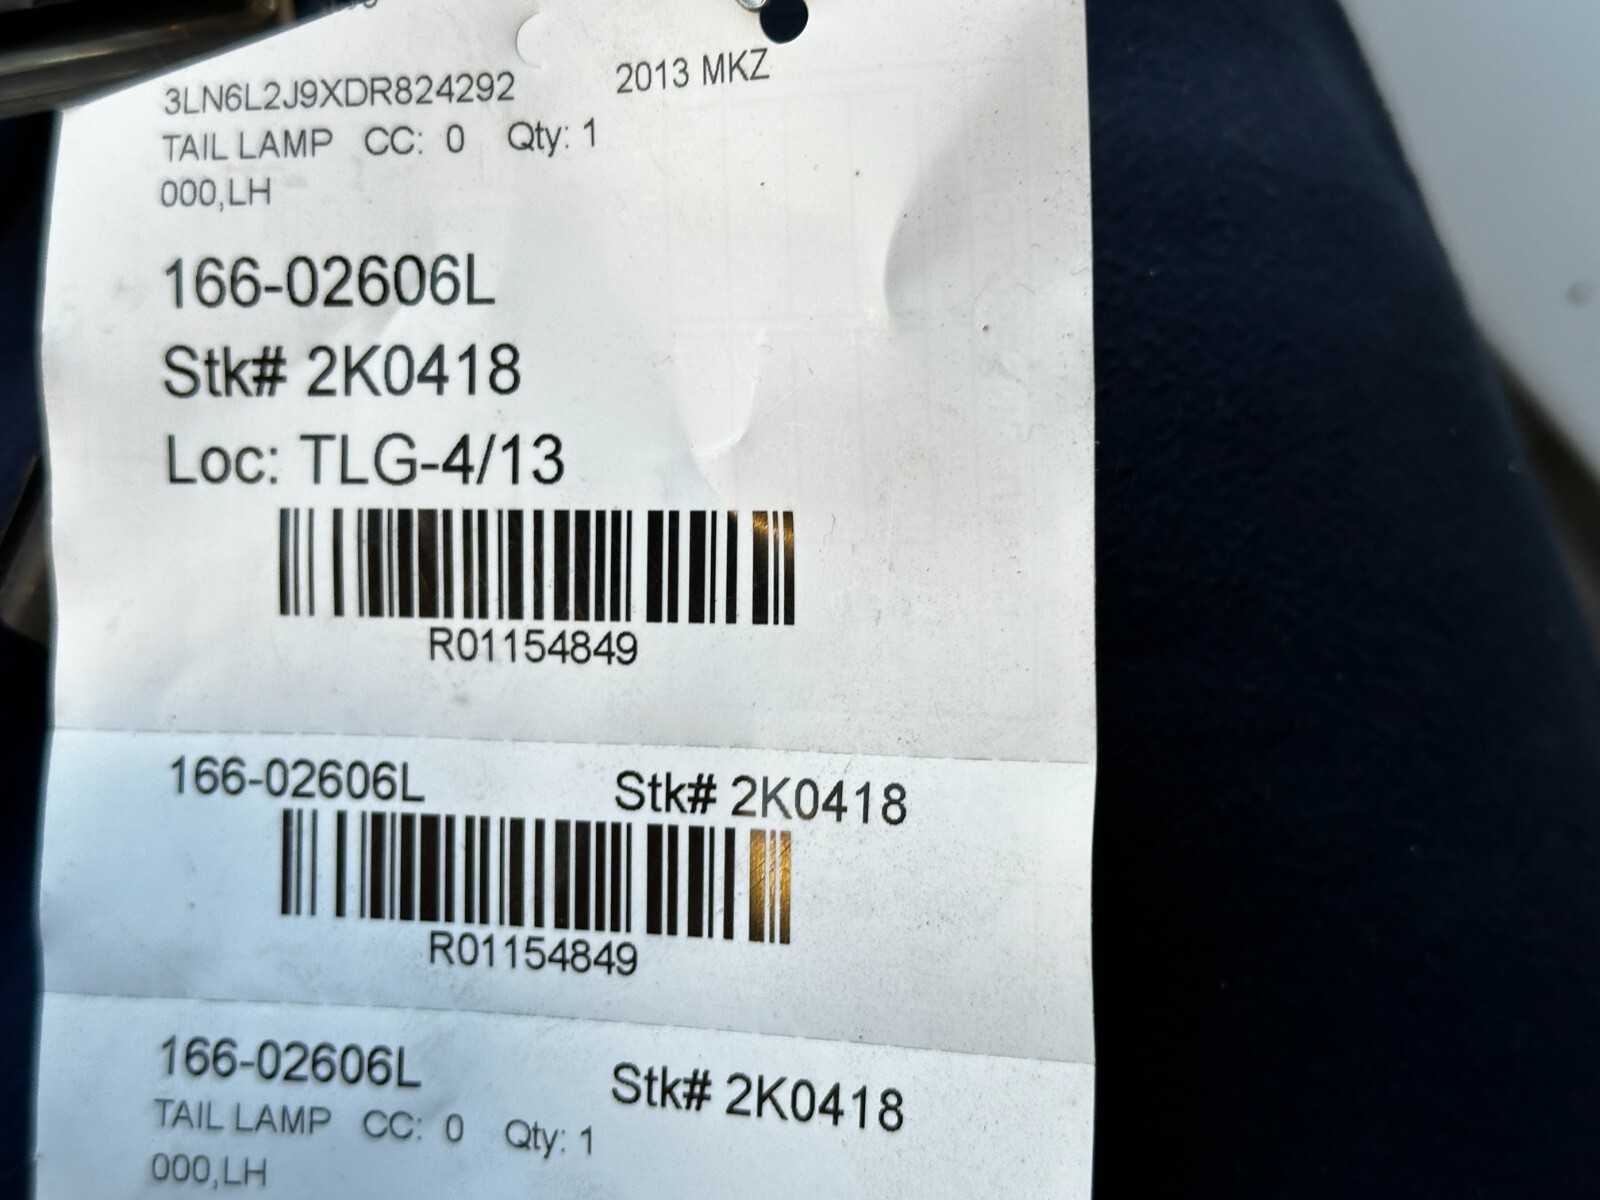 3LN6L2J9XDR824292 2013 MKZ
TAIL LAMP CC: 0 Qty: 1
000,LH
166-02606L
Stk# 2K0418
Loc: TLG-4/13
R01154849
166-02606L Stk# 2K0418
R01154849
166-02606L Stk# 2K0418
TAIL LAMP CC: 0 Qty: 1
000,LH